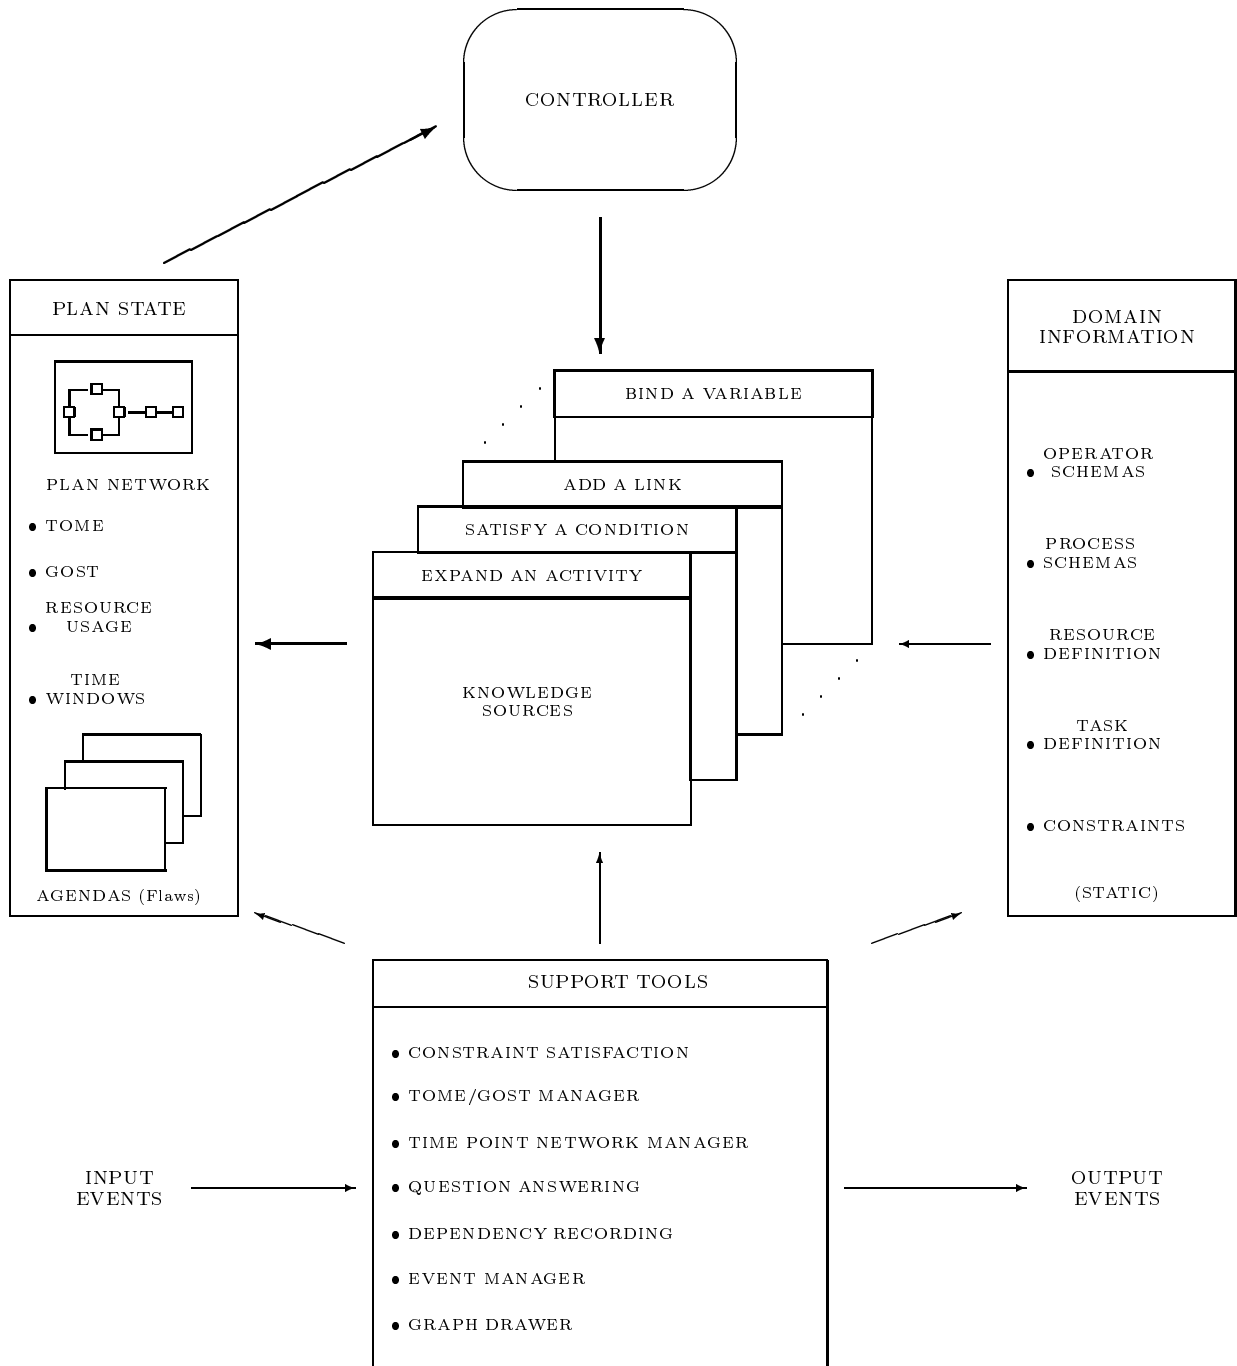 CONTROLLER
PLAN STATE
PLAN NETWORK
TOME
GOST
RESOURCE
USAGE
TIME
WINDOWS
AGENDAS (Flaws)
BIND A VARIABLE
ADD A LINK
SATISFY A CONDITION
EXPAND AN ACTIVITY
KNOWLEDGE
SOURCES
DOMAIN
INFORMATION
OPERATOR
SCHEMAS
PROCESS
SCHEMAS
RESOURCE
DEFINITION
TASK
DEFINITION
CONSTRAINTS
(STATIC)
SUPPORT TOOLS
CONSTRAINT SATISFACTION
TOME/GOST MANAGER
TIME POINT NETWORK MANAGER
QUESTION ANSWERING
DEPENDENCY RECORDING
EVENT MANAGER
GRAPH DRAWER
INPUT
EVENTS
OUTPUT
EVENTS